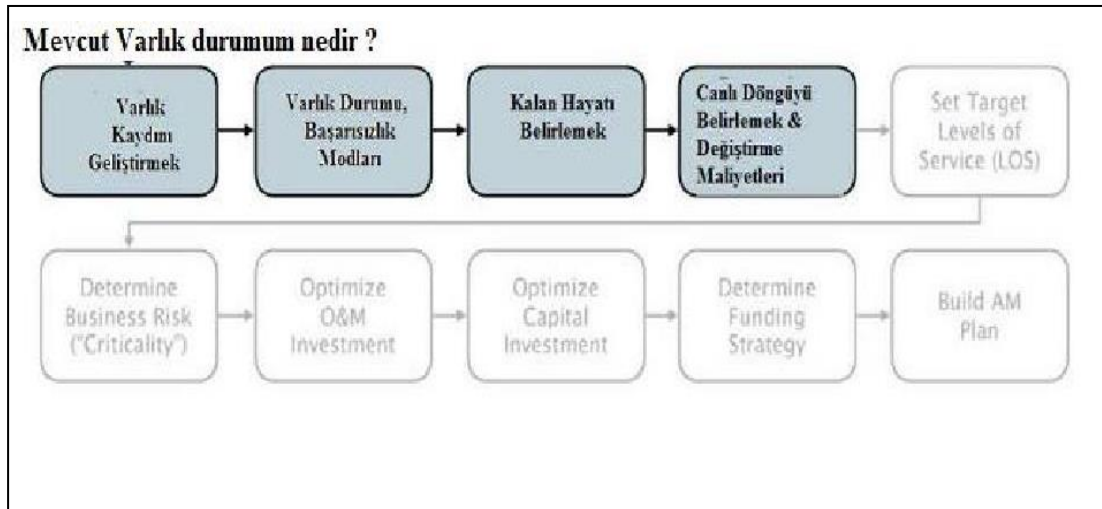 Mevcut Varlık durumum nedir ?
Varlık
Kaydını
Geliştirmek
Varlık Durumu,
Başarısızlık
Modları
Kalan Hayatı
Belirlemek
Canlı Döngüyü
Belirlemek &
Değiştirme
Maliyetleri
Set Target
Levels of
Service (LOS)
Determine
Business Risk
("Criticality")
Optimize
O&M
Investment
Optimize
Capital
Investment
Determine
Funding
Strategy
Build AM
Plan